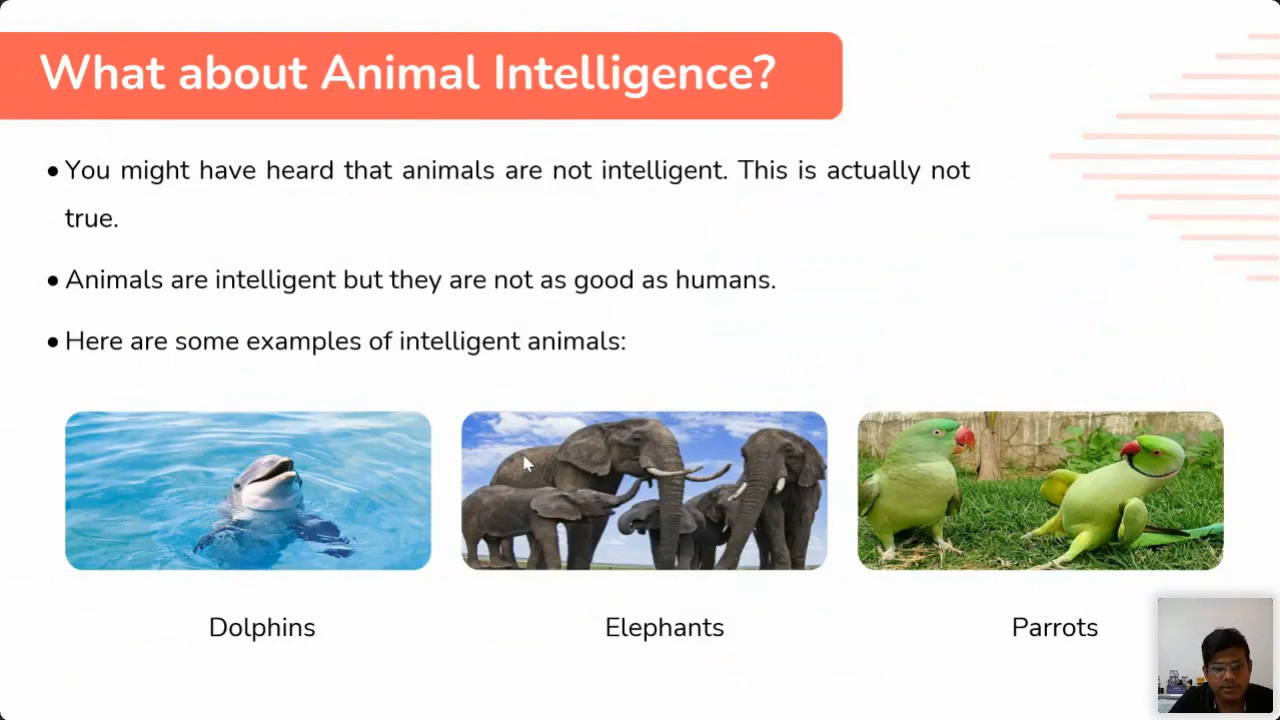 What about Animal Intelligence?
• You might have heard that animals are not intelligent. This is actually not
true.
• Animals are intelligent but they are not as good as humans.
• Here are some examples of intelligent animals:
Dolphins
Elephants
Parrots